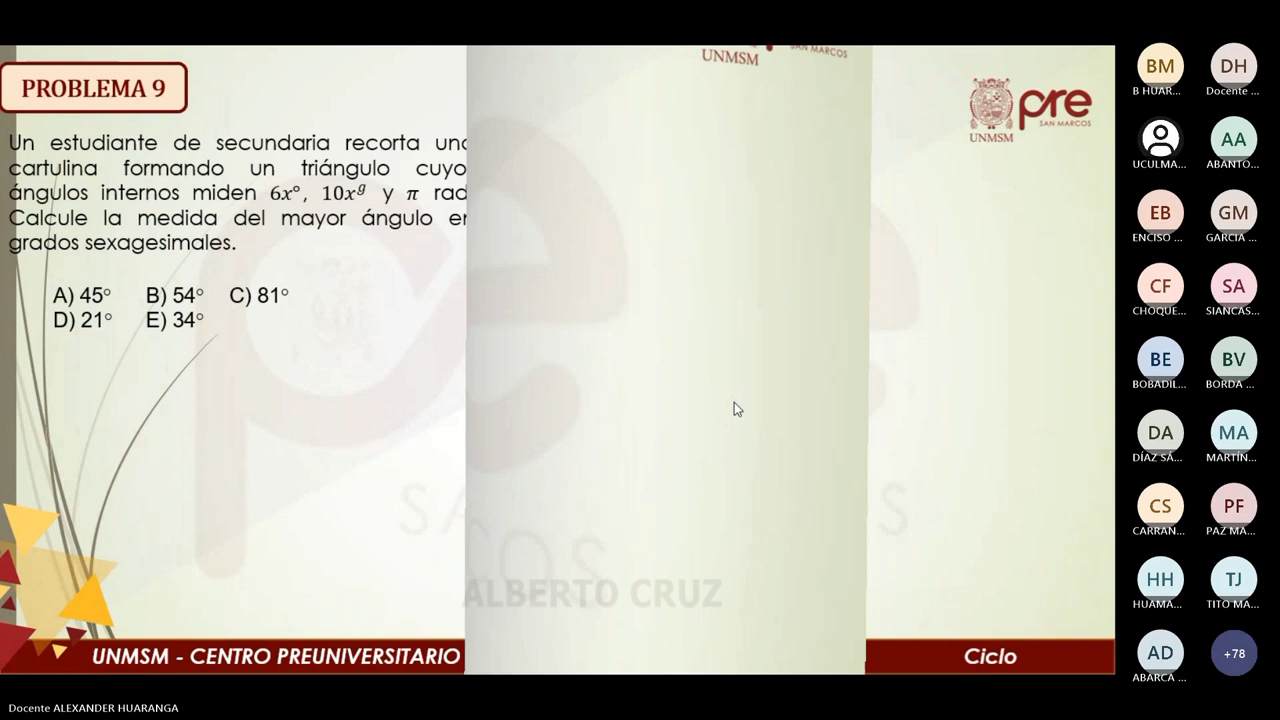 PROBLEMA 9
Un estudiante de secundaria recorta una
cartulina formando un triángulo cuyo
ángulos internos miden 6x°, 10xᵍ y π rad
Calcule la medida del mayor ángulo en
grados sexagesimales.
A) 45° B) 54° C) 81°
D) 21° E) 34°
UNMSM
SAN MARCOS
pre
SAN MARCOS
UNMSM
ALBERTO CRUZ
UNMSM - CENTRO PREUNIVERSITARIO
Ciclo
BM DH
B HUAR... Docente ...
AA
UCULMA... ABANTO...
EB GM
ENCISO ... GARCIA ...
CF SA
CHOQUE... SIANCAS...
BE BV
BOBADIL... BORDA ...
DA MA
DÍAZ SÁ... MARTÍN...
CS PF
CARRAN... PAZ MA...
HH TJ
HUAMA... TITO MA...
AD +78
ABARCA ...
Docente ALEXANDER HUARANGA